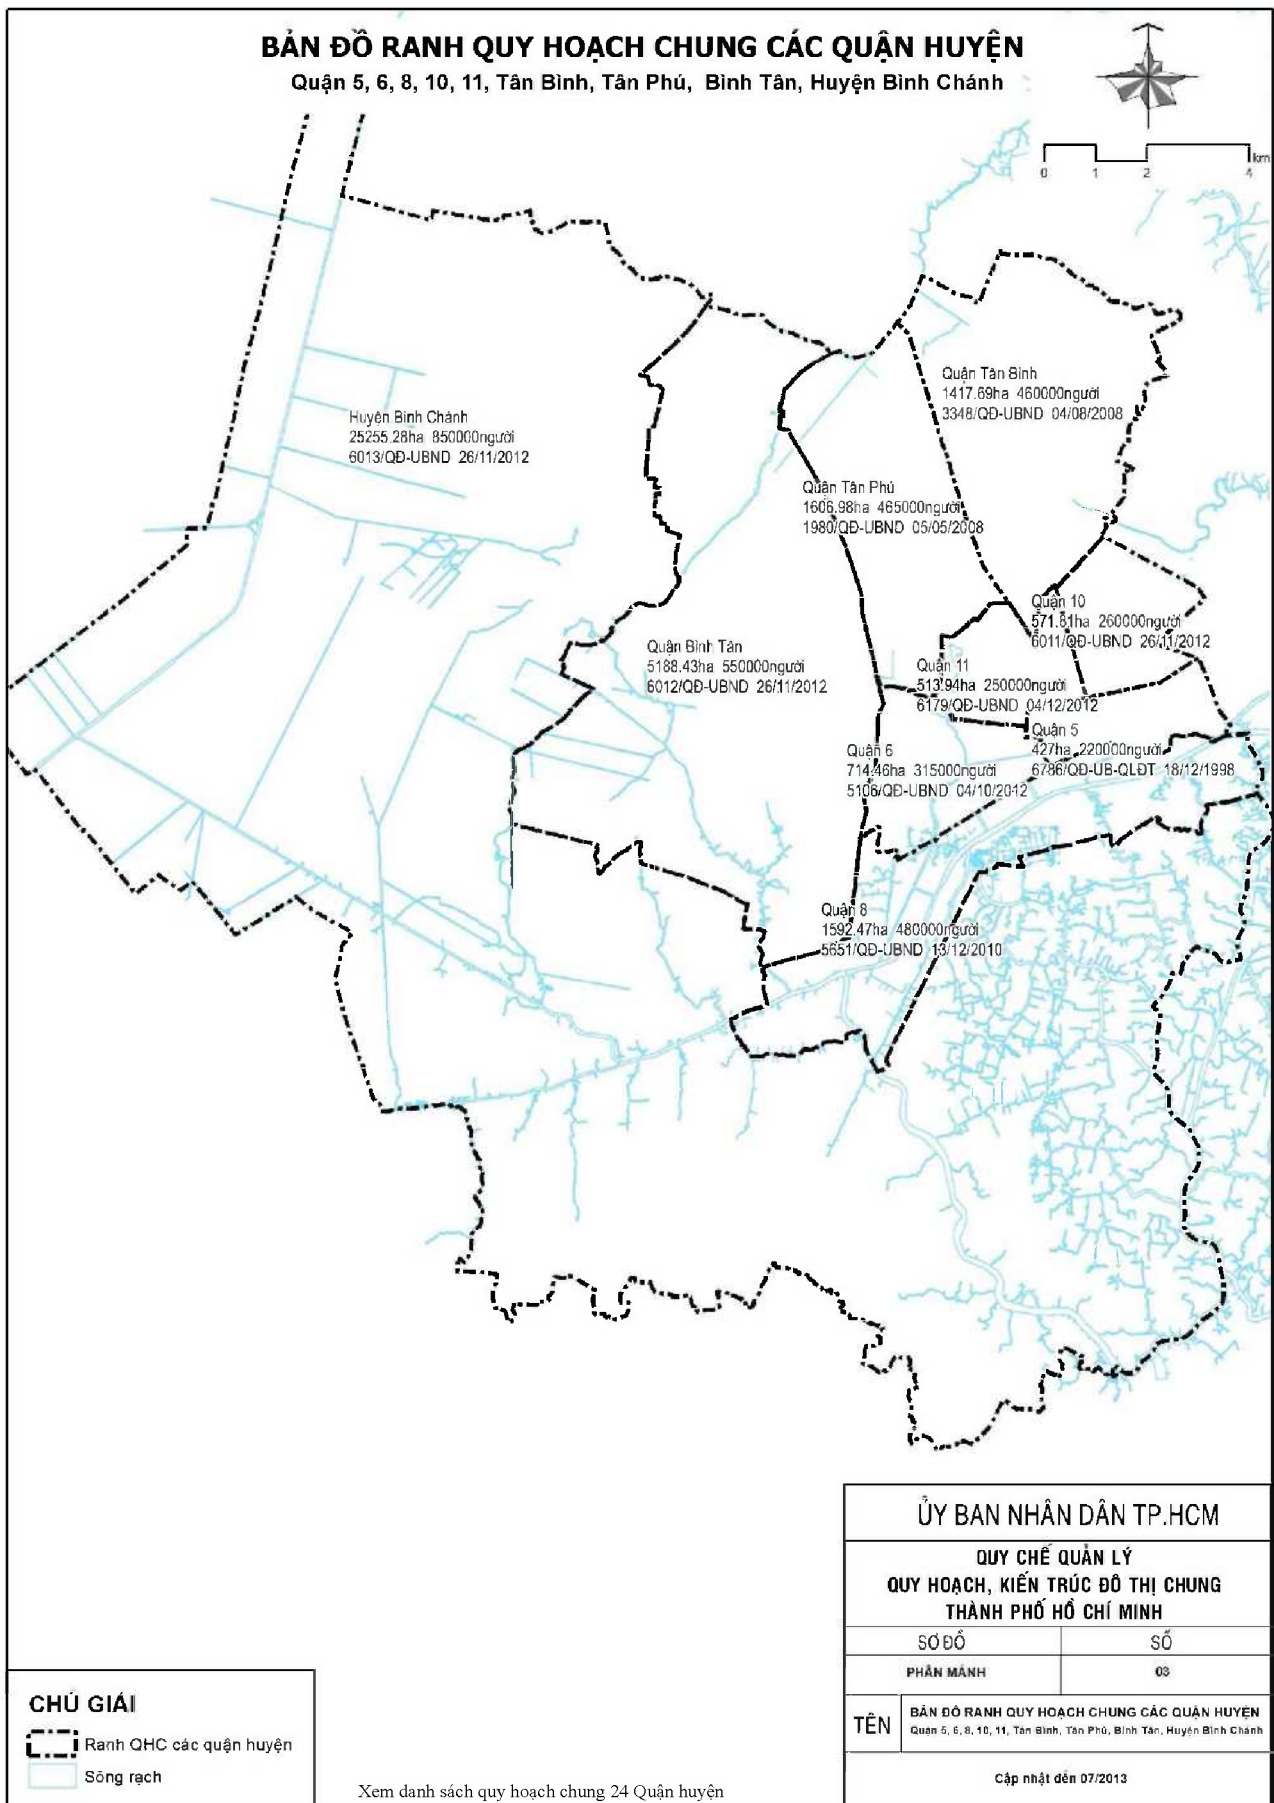 BẢN ĐỒ RANH QUY HOẠCH CHUNG CÁC QUẬN HUYỆN
Quận 5, 6, 8, 10, 11, Tân Bình, Tân Phú, Bình Tân, Huyện Bình Chánh
km
0 1 2 4
Quận Tân Bình
1417.69ha 460000người
3348/QĐ-UBND 04/08/2008
Huyện Bình Chánh
25255.28ha 850000người
6013/QĐ-UBND 26/11/2012
Quận Tân Phú
1606.98ha 465000người
1980/QĐ-UBND 05/05/2008
Quận 10
571.81ha 260000người
6011/QĐ-UBND 26/11/2012
Quận Bình Tân
5188.43ha 550000người
6012/QĐ-UBND 26/11/2012
Quận 11
513.94ha 250000người
6179/QĐ-UBND 04/12/2012
Quận 5
427ha 220000người
6786/QĐ-UB-QLĐT 18/12/1998
Quận 6
714.46ha 315000người
5106/QĐ-UBND 04/10/2012
Quận 8
1592.47ha 480000người
5651/QĐ-UBND 13/12/2010
ỦY BAN NHÂN DÂN TP.HCM
QUY CHẾ QUẢN LÝ
QUY HOẠCH, KIẾN TRÚC ĐÔ THỊ CHUNG
THÀNH PHỐ HỒ CHÍ MINH
SƠ ĐỒ SỐ
PHÂN MẢNH 03
TÊN
BẢN ĐỒ RANH QUY HOẠCH CHUNG CÁC QUẬN HUYỆN
Quận 5, 6, 8, 10, 11, Tân Bình, Tân Phú, Bình Tân, Huyện Bình Chánh
Cập nhật đến 07/2013
CHÚ GIẢI
Ranh QHC các quận huyện
Sông rạch
Xem danh sách quy hoạch chung 24 Quận huyện